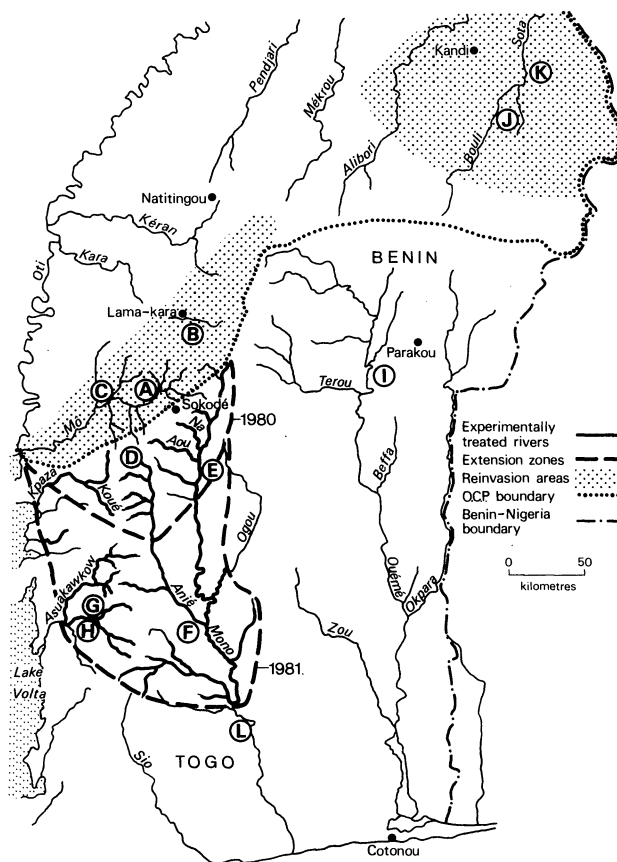 Kandi
Sota
K
J
Pendjari
Mékrou
Alibori
Bouli
Natitingou
Kéran
Oti
Kara
BENIN
Lama-kara
B
Parakou
C
A
Terou
I
Mô
Sokodé
1980
Na
Aou
D
E
Kpaza
Koué
Beffa
Ogou
Experimentally
treated rivers
Extension zones
Reinvasion areas
O.C.P boundary
Benin-Nigeria
boundary
0 50
kilometres
Asuakawkow
G
H
Anié
F
Mono
Ouémé
Okpara
Zou
Lake
Volta
1981.
L
Sio
TOGO
Cotonou